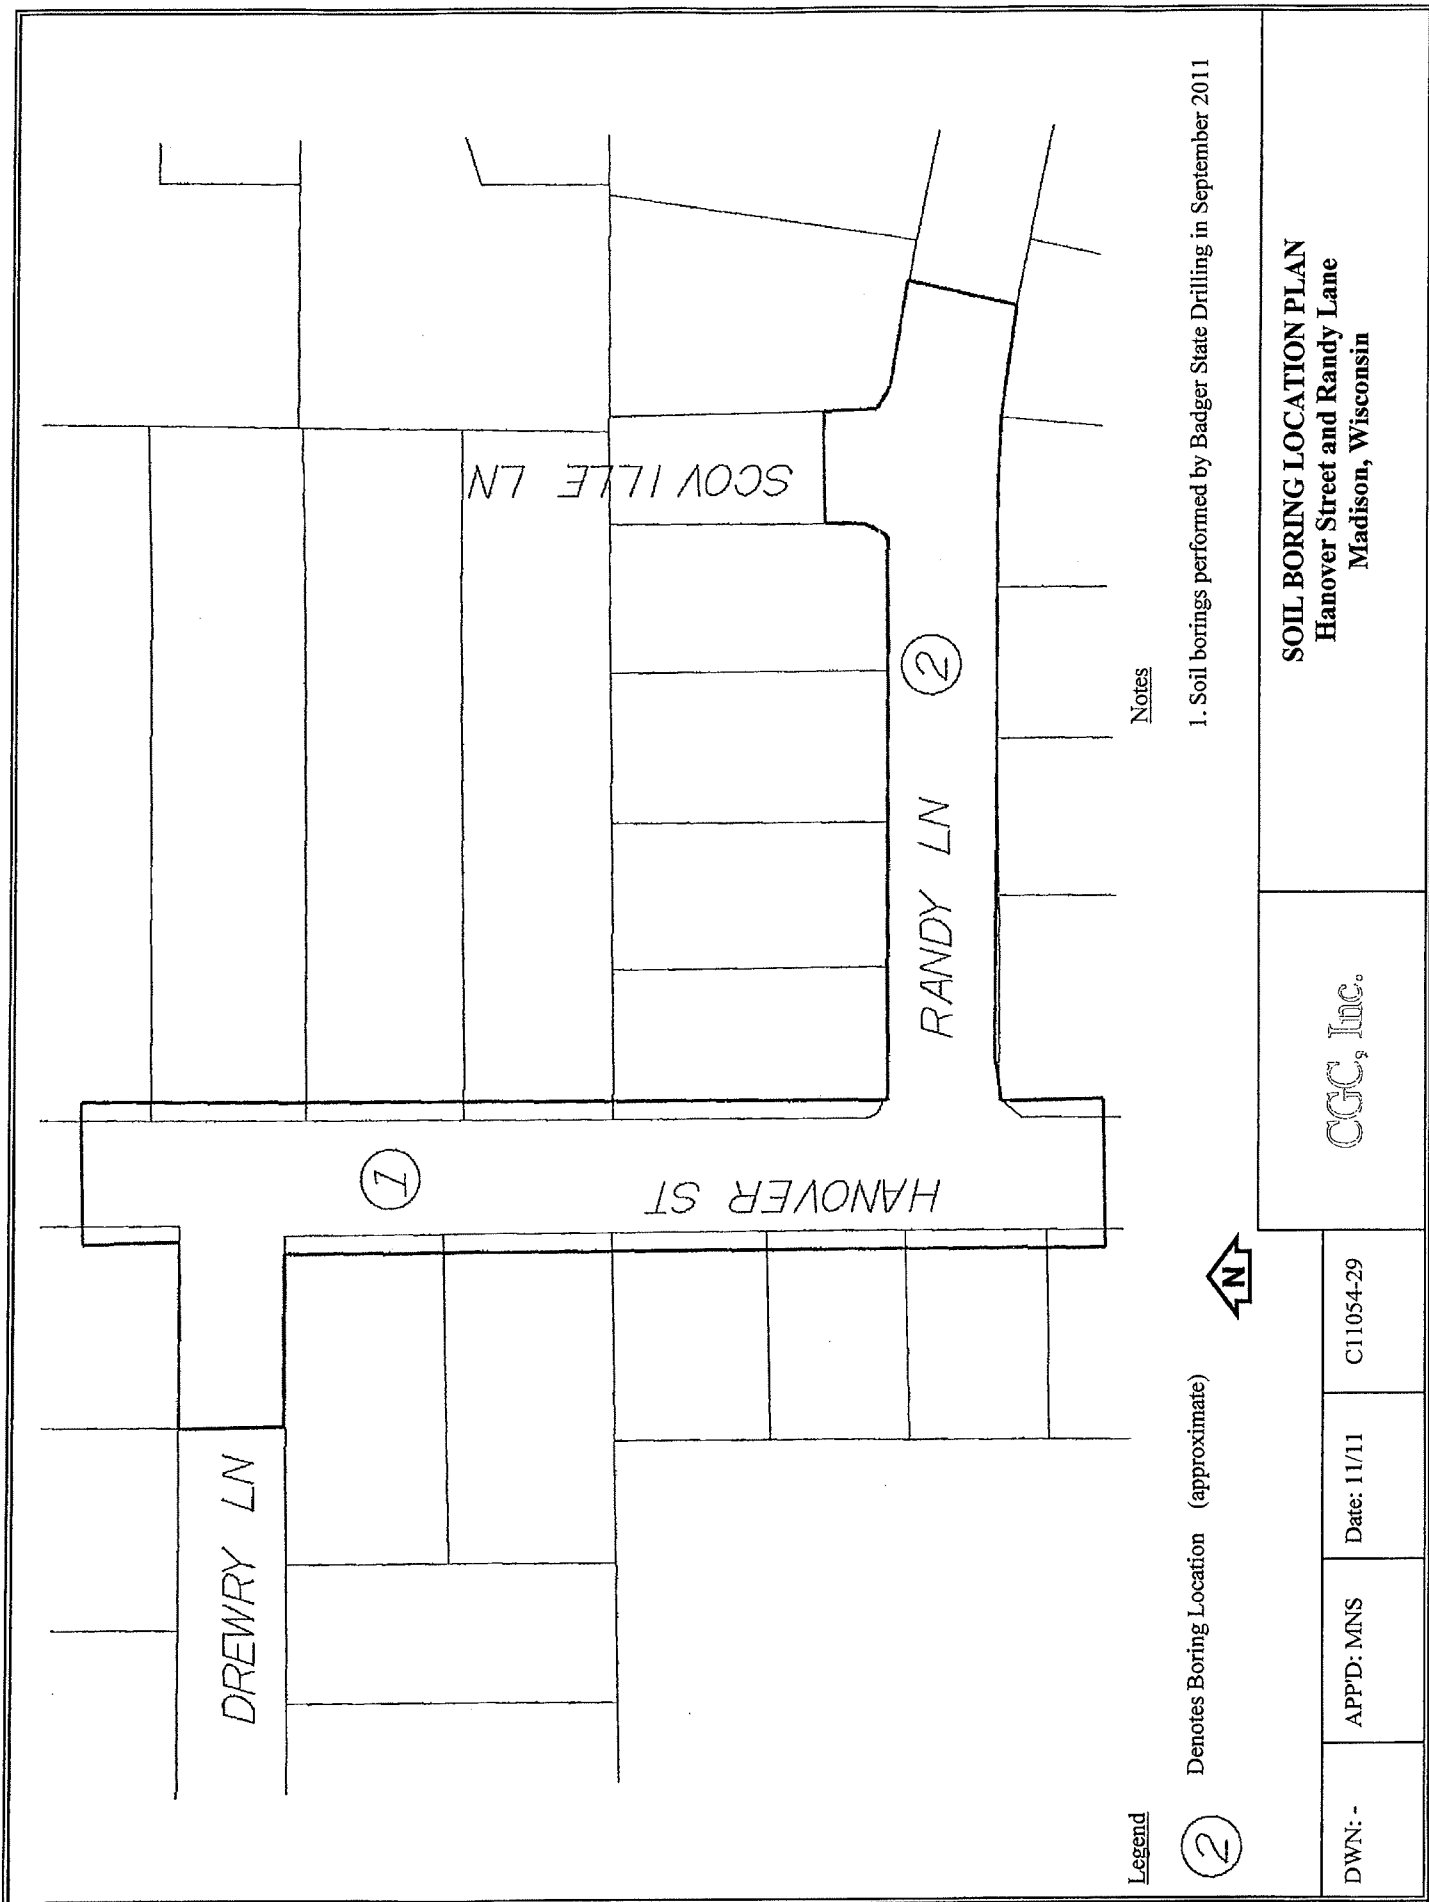 DREWRY LN
HANOVER ST
1
RANDY LN
2
SCOVILLE LN
Legend
2 Denotes Boring Location (approximate)
N
Notes
1. Soil borings performed by Badger State Drilling in September 2011
DWN: -
APP'D: MNS
Date: 11/11
C11054-29
CGC, Inc.
SOIL BORING LOCATION PLAN
Hanover Street and Randy Lane
Madison, Wisconsin